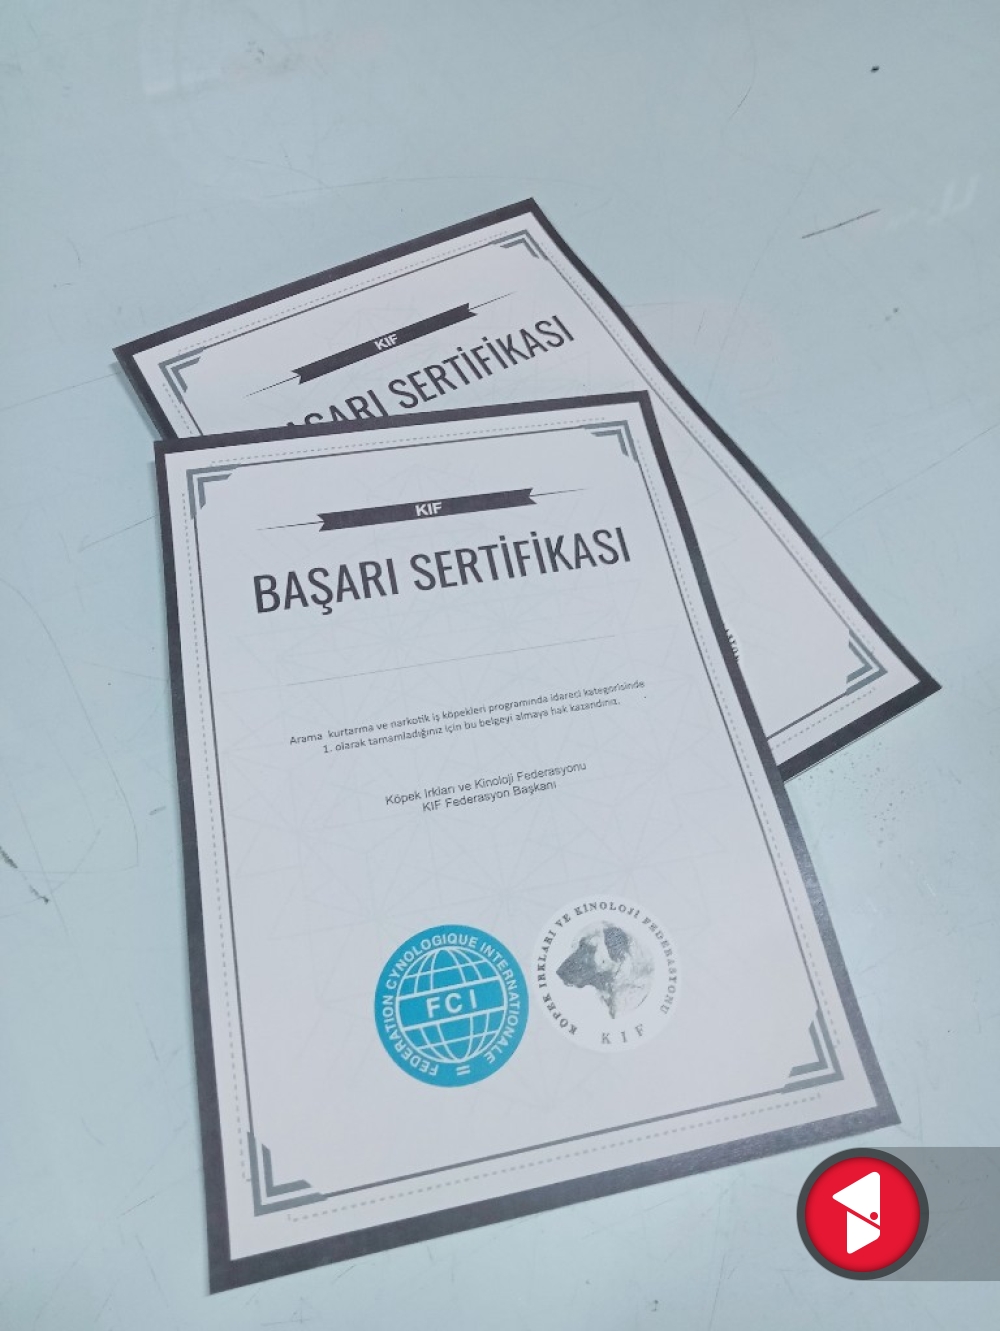 KIF
BAŞARI SERTİFİKASI
KIF
BAŞARI SERTİFİKASI
Arama kurtarma ve narkotik iş köpekleri programında idareci kategorisinde
1. olarak tamamladığınız için bu belgeyi almaya hak kazandınız.
Köpek Irkları ve Kinoloji Federasyonu
KIF Federasyon Başkanı
FEDERATION CYNOLOGIQUE INTERNATIONALE
FCI
KÖPEK IRKLARI VE KİNOLOJİ FEDERASYONU
KIF